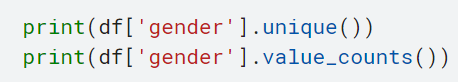 print(df['gender'].unique())
print(df['gender'].value_counts())